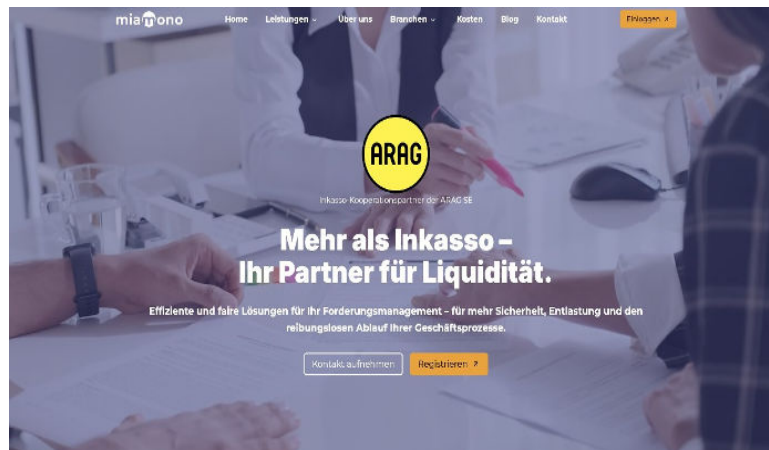 miamono
Home Leistungen Über uns Branchen Kosten Blog Kontakt Einloggen
ARAG
Inkasso-Kooperationspartner der ARAG SE
Mehr als Inkasso –
Ihr Partner für Liquidität.
Effiziente und faire Lösungen für Ihr Forderungsmanagement – für mehr Sicherheit, Entlastung und den
reibungslosen Ablauf Ihrer Geschäftsprozesse.
Kontakt aufnehmen Registrieren